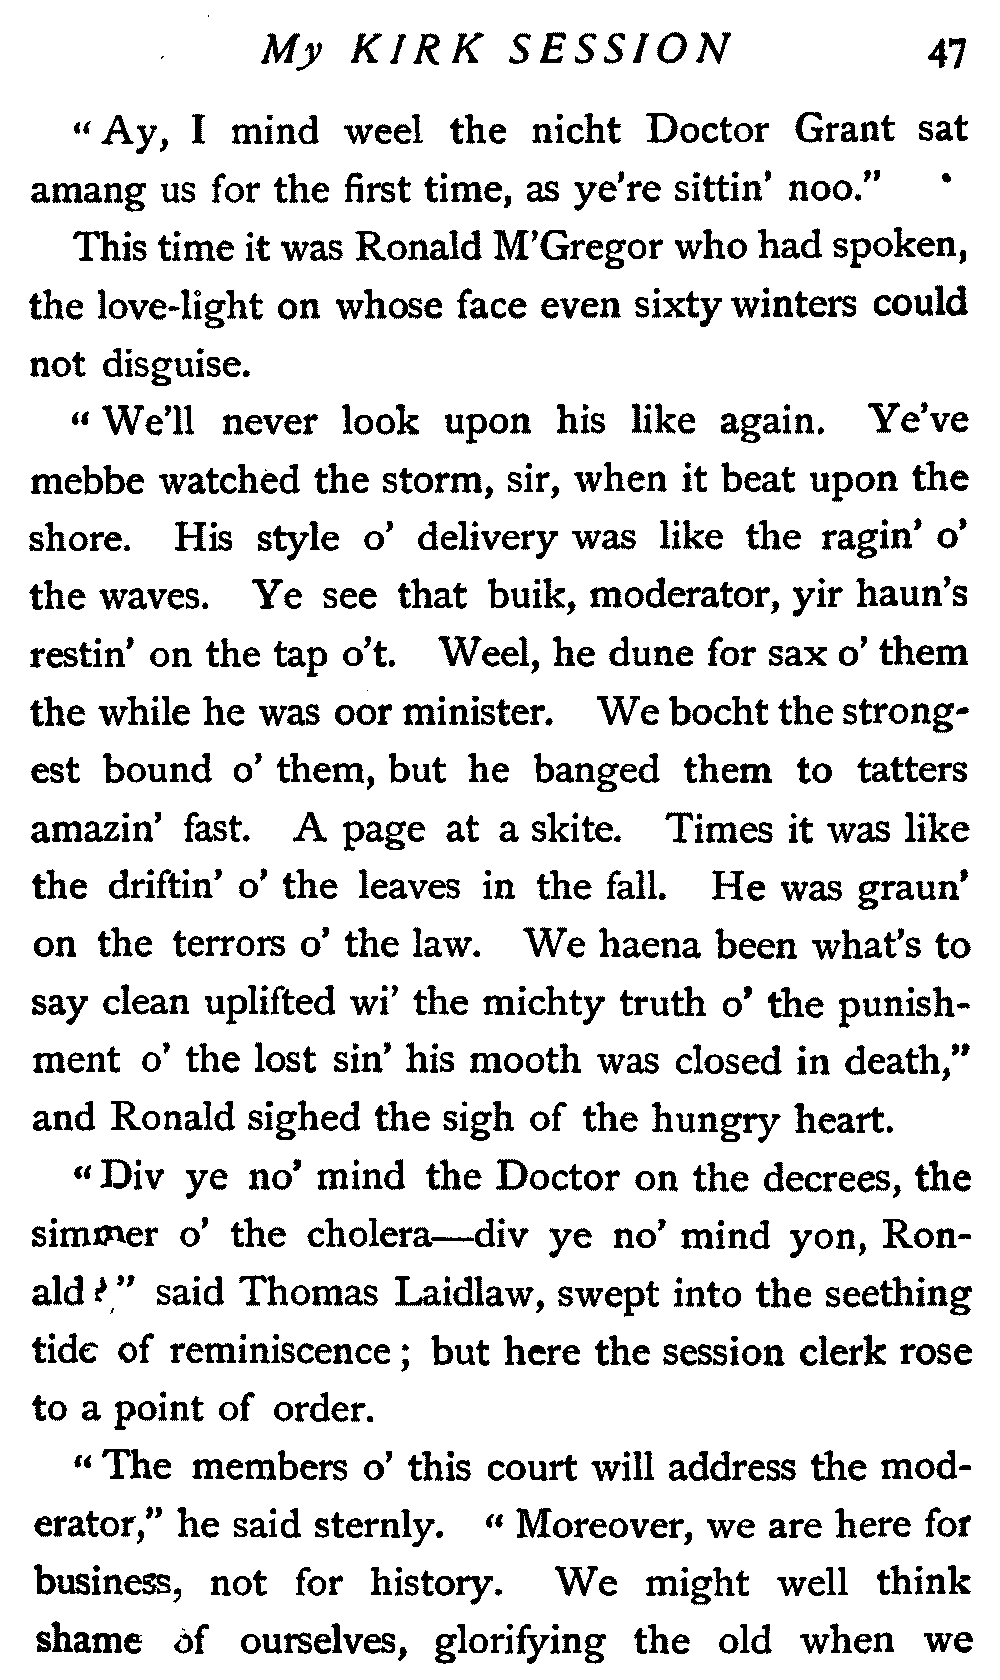 My KIRK SESSION 47
"Ay, I mind weel the nicht Doctor Grant sat
amang us for the first time, as ye're sittin' noo."
This time it was Ronald M'Gregor who had spoken,
the love-light on whose face even sixty winters could
not disguise.
"We'll never look upon his like again. Ye've
mebbe watched the storm, sir, when it beat upon the
shore. His style o' delivery was like the ragin' o'
the waves. Ye see that buik, moderator, yir haun's
restin' on the tap o't. Weel, he dune for sax o' them
the while he was oor minister. We bocht the strong-
est bound o' them, but he banged them to tatters
amazin' fast. A page at a skite. Times it was like
the driftin' o' the leaves in the fall. He was graun'
on the terrors o' the law. We haena been what's to
say clean uplifted wi' the michty truth o' the punish-
ment o' the lost sin' his mooth was closed in death,"
and Ronald sighed the sigh of the hungry heart.
"Div ye no' mind the Doctor on the decrees, the
simmer o' the cholera—div ye no' mind yon, Ron-
ald?" said Thomas Laidlaw, swept into the seething
tide of reminiscence; but here the session clerk rose
to a point of order.
"The members o' this court will address the mod-
erator," he said sternly. "Moreover, we are here for
business, not for history. We might well think
shame of ourselves, glorifying the old when we